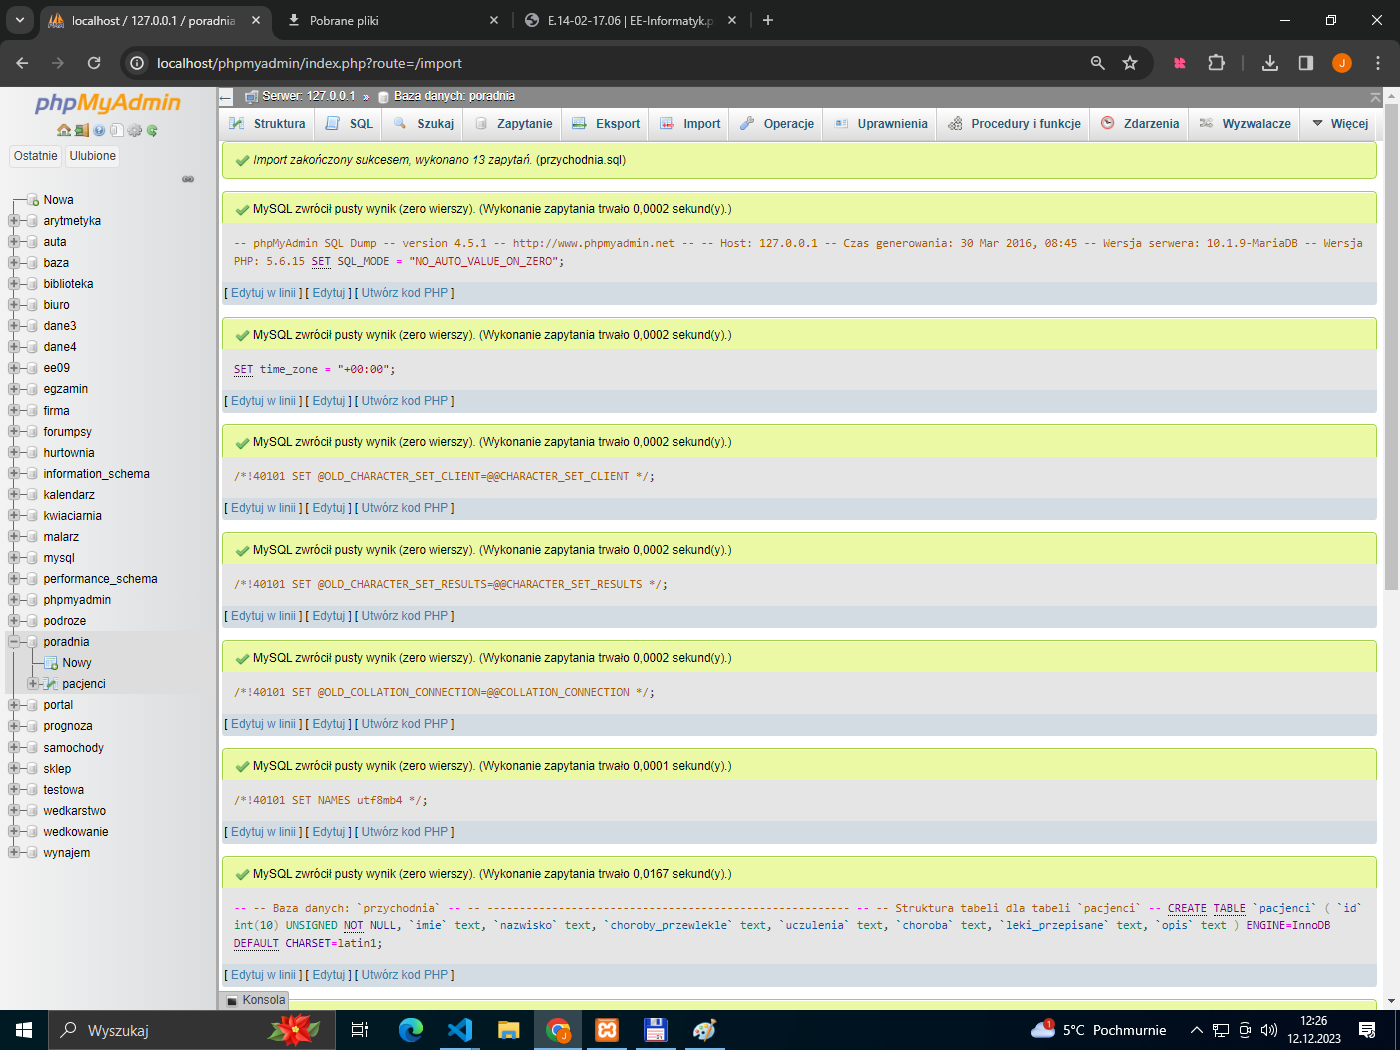 localhost / 127.0.0.1 / poradnia
Pobrane pliki
E.14-02-17.06 | EE-Informatyk.p
localhost/phpmyadmin/index.php?route=/import
J
phpMyAdmin
Ostatnie
Ulubione
Nowa
arytmetyka
auta
baza
biblioteka
biuro
dane3
dane4
ee09
egzamin
firma
forumpsy
hurtownia
information_schema
kalendarz
kwiaciarnia
malarz
mysql
performance_schema
phpmyadmin
podroze
poradnia
Nowy
pacjenci
portal
prognoza
samochody
sklep
testowa
wedkarstwo
wedkowanie
wynajem
Serwer: 127.0.0.1 » Baza danych: poradnia
Struktura
SQL
Szukaj
Zapytanie
Eksport
Import
Operacje
Uprawnienia
Procedury i funkcje
Zdarzenia
Wyzwalacze
Więcej
Import zakończony sukcesem, wykonano 13 zapytań. (przychodnia.sql)
MySQL zwrócił pusty wynik (zero wierszy). (Wykonanie zapytania trwało 0,0002 sekund(y).)
-- phpMyAdmin SQL Dump -- version 4.5.1 -- http://www.phpmyadmin.net -- -- Host: 127.0.0.1 -- Czas generowania: 30 Mar 2016, 08:45 -- Wersja serwera: 10.1.9-MariaDB -- Wersja
PHP: 5.6.15 SET SQL_MODE = "NO_AUTO_VALUE_ON_ZERO";
[ Edytuj w linii ] [ Edytuj ] [ Utwórz kod PHP ]
MySQL zwrócił pusty wynik (zero wierszy). (Wykonanie zapytania trwało 0,0002 sekund(y).)
SET time_zone = "+00:00";
[ Edytuj w linii ] [ Edytuj ] [ Utwórz kod PHP ]
MySQL zwrócił pusty wynik (zero wierszy). (Wykonanie zapytania trwało 0,0002 sekund(y).)
/*!40101 SET @OLD_CHARACTER_SET_CLIENT=@@CHARACTER_SET_CLIENT */;
[ Edytuj w linii ] [ Edytuj ] [ Utwórz kod PHP ]
MySQL zwrócił pusty wynik (zero wierszy). (Wykonanie zapytania trwało 0,0002 sekund(y).)
/*!40101 SET @OLD_CHARACTER_SET_RESULTS=@@CHARACTER_SET_RESULTS */;
[ Edytuj w linii ] [ Edytuj ] [ Utwórz kod PHP ]
MySQL zwrócił pusty wynik (zero wierszy). (Wykonanie zapytania trwało 0,0002 sekund(y).)
/*!40101 SET @OLD_COLLATION_CONNECTION=@@COLLATION_CONNECTION */;
[ Edytuj w linii ] [ Edytuj ] [ Utwórz kod PHP ]
MySQL zwrócił pusty wynik (zero wierszy). (Wykonanie zapytania trwało 0,0001 sekund(y).)
/*!40101 SET NAMES utf8mb4 */;
[ Edytuj w linii ] [ Edytuj ] [ Utwórz kod PHP ]
MySQL zwrócił pusty wynik (zero wierszy). (Wykonanie zapytania trwało 0,0167 sekund(y).)
-- -- Baza danych: `przychodnia` -- -- -------------------------------------------------------- -- -- Struktura tabeli dla tabeli `pacjenci` -- CREATE TABLE `pacjenci` ( `id`
int(10) UNSIGNED NOT NULL, `imie` text, `nazwisko` text, `choroby_przewlekle` text, `uczulenia` text, `choroba` text, `leki_przepisane` text, `opis` text ) ENGINE=InnoDB
DEFAULT CHARSET=latin1;
[ Edytuj w linii ] [ Edytuj ] [ Utwórz kod PHP ]
Konsola
Wyszukaj
1
5°C Pochmurnie
12:26
12.12.2023